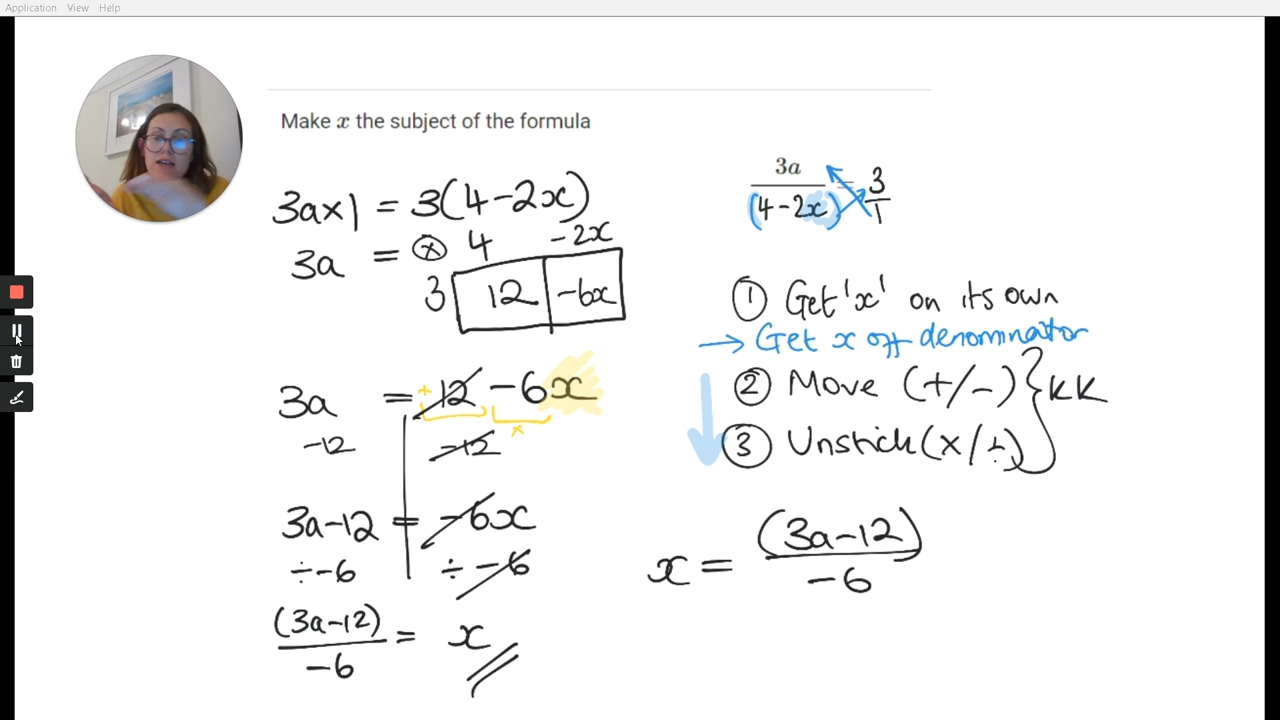 Application View Help
Make x the subject of the formula
3a/(4-2x) = 3/1
3a×1 = 3(4-2x)
3a = ⊗ 4 -2x
3 12 -6x
3a = +12 -6x
-12 -12
3a-12 = -6x
÷-6 ÷-6
(3a-12)/-6 = x
① Get 'x' on its own
→ Get x off denominator
② Move (+/-) } KK
③ Unstick (×/÷)
x = (3a-12)/-6